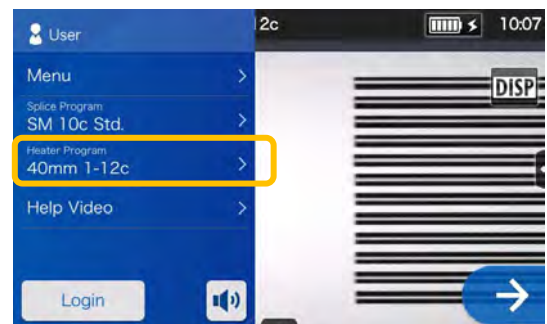 User
2c
10:07
Menu
DISP
Splice Program
SM 10c Std.
Heater Program
40mm 1-12c
Help Video
Login